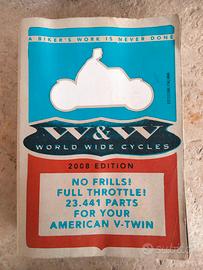 A BIKER'S WORK IS NEVER DONE
W&W
WORLD WIDE CYCLES
2008 EDITION
NO FRILLS!
FULL THROTTLE!
23.441 PARTS
FOR YOUR
AMERICAN V-TWIN
subito